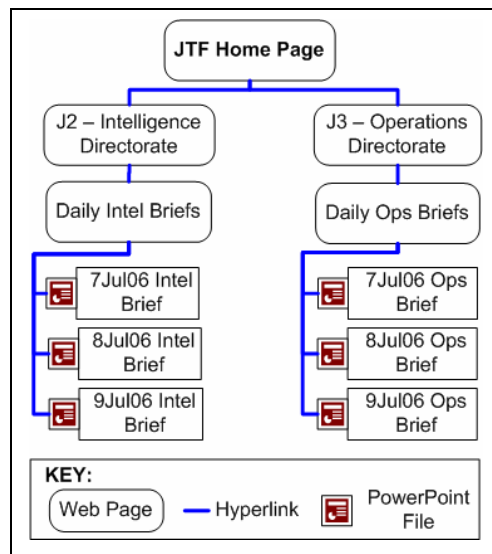 JTF Home Page
J2 – Intelligence
Directorate
J3 – Operations
Directorate
Daily Intel Briefs
Daily Ops Briefs
7Jul06 Intel
Brief
7Jul06 Ops
Brief
8Jul06 Intel
Brief
8Jul06 Ops
Brief
9Jul06 Intel
Brief
9Jul06 Ops
Brief
KEY:
Web Page
Hyperlink
PowerPoint
File